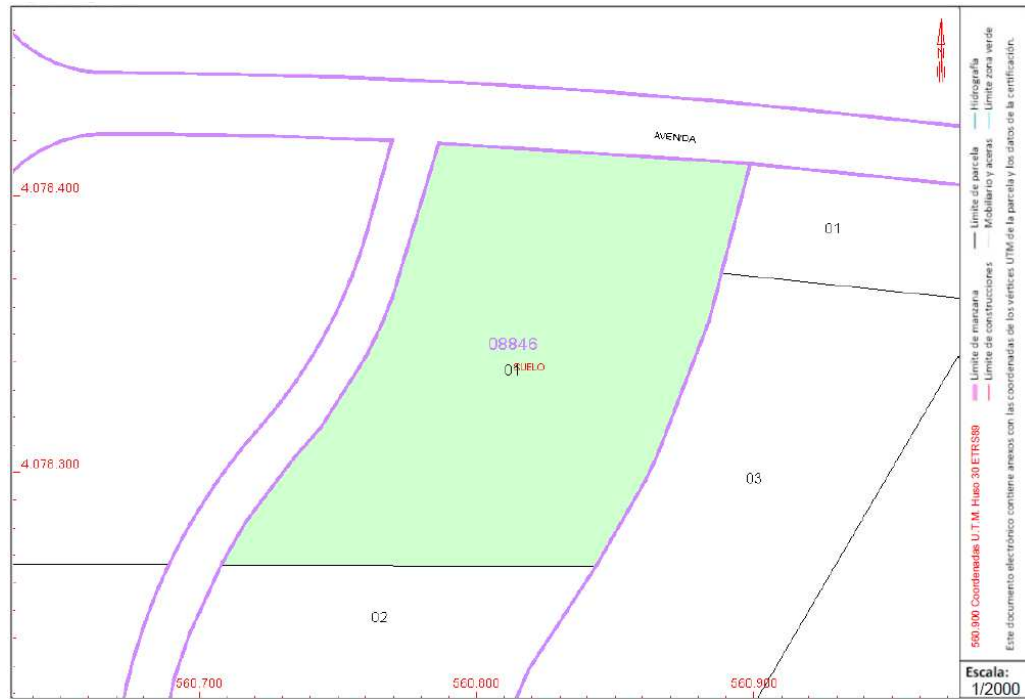 AVENIDA
4.078.400
01
08846
01
SUELO
4.078.300
03
02
560.700
560.800
560.900
Límite de manzana
Límite de parcela
Hidrografía
Límite de construcciones
Mobiliario y aceras
Límite zona verde
560.900 Coordenadas U.T.M. Huso 30 ETRS89
Este documento electrónico contiene anexos con las coordenadas de los vértices UTM de la parcela y los datos de la certificación.
Escala:
1/2000